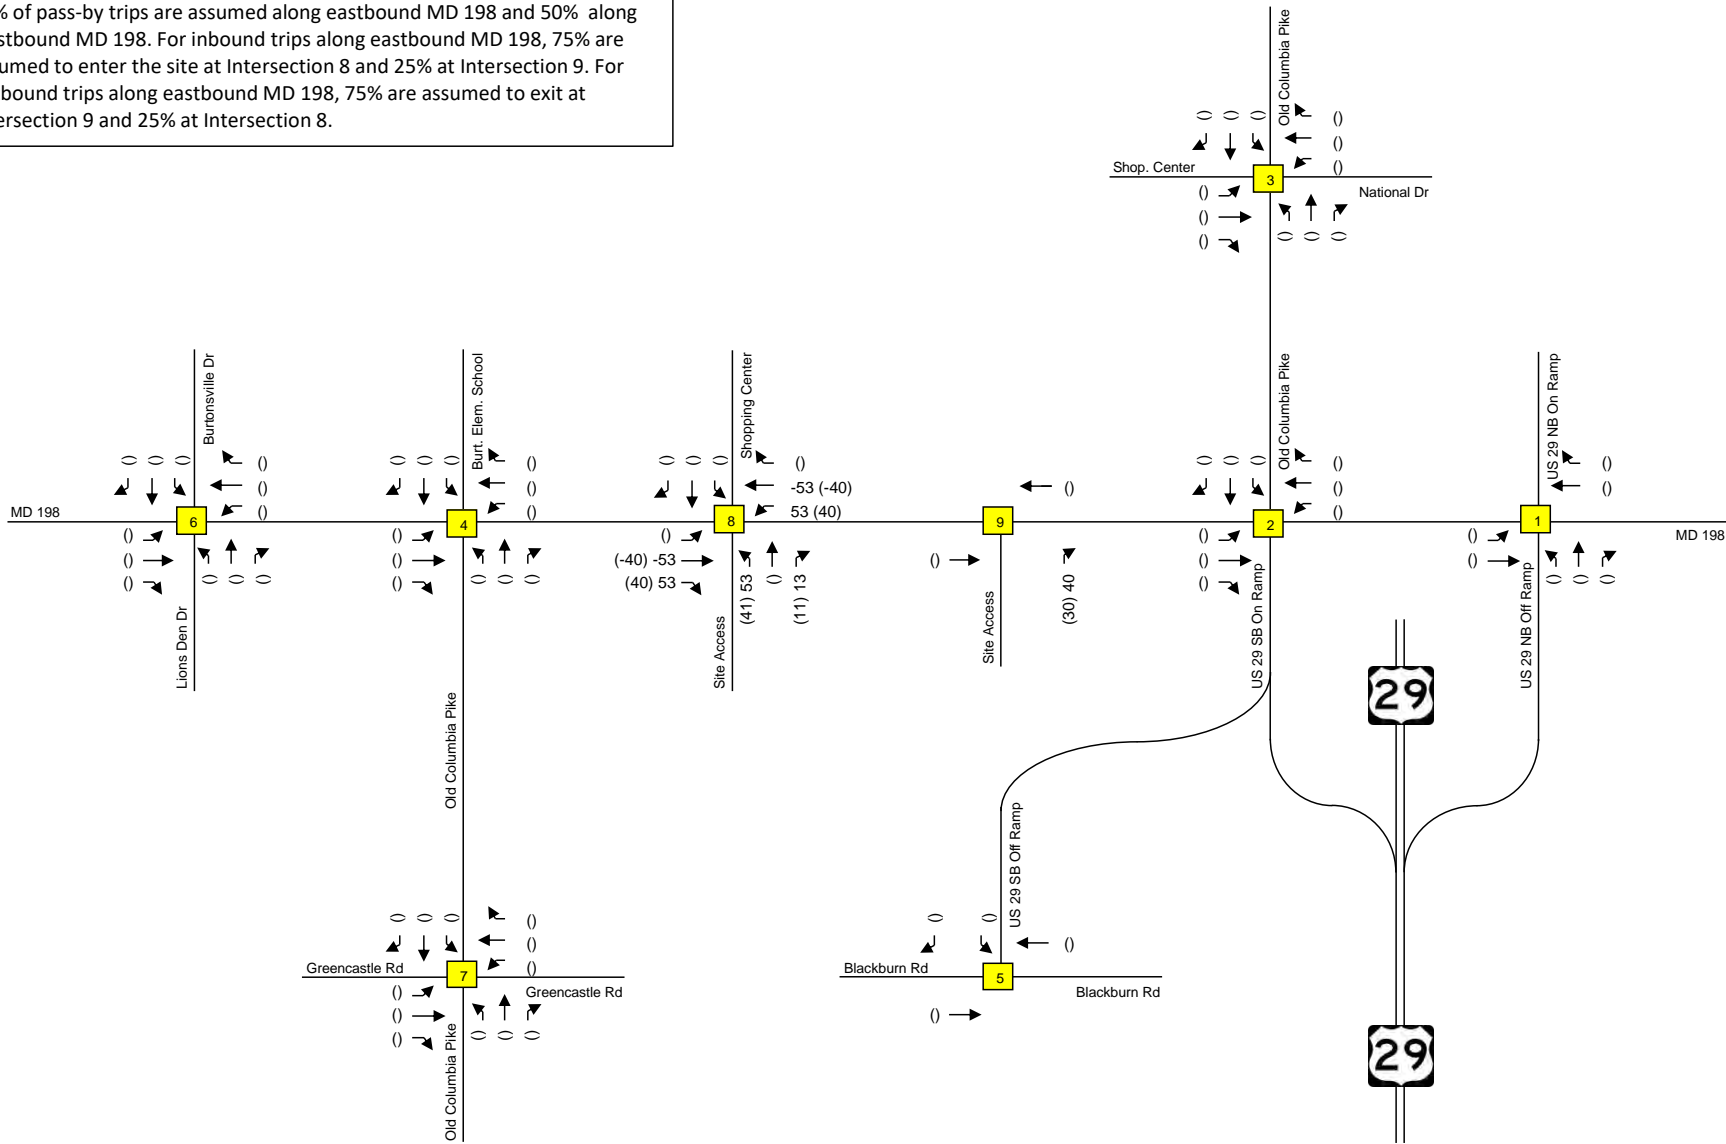 % of pass-by trips are assumed along eastbound MD 198 and 50% along
stbound MD 198. For inbound trips along eastbound MD 198, 75% are
umed to enter the site at Intersection 8 and 25% at Intersection 9. For
bound trips along eastbound MD 198, 75% are assumed to exit at
ersection 9 and 25% at Intersection 8.
Old Columbia Pike
() () () ()
()
()
Shop. Center
3
National Dr
()
()
()
() () ()
Burtonsville Dr
() () () ()
()
()
MD 198
6
()
()
()
() () ()
Lions Den Dr
Burt. Elem. School
() () () ()
()
()
4
()
()
()
() () ()
Old Columbia Pike
Shopping Center
() () () ()
-53 (-40)
53 (40)
8
()
(-40) -53
(40) 53
(41) 53
()
(11) 13
Site Access
()
9
()
(30) 40
Site Access
Old Columbia Pike
() () () ()
()
()
2
()
()
()
US 29 SB On Ramp
US 29 NB On Ramp
()
()
1
MD 198
()
()
() () ()
US 29 NB Off Ramp
29
() () () ()
()
()
Greencastle Rd
7
Greencastle Rd
()
()
()
() () ()
Old Columbia Pike
US 29 SB Off Ramp
() () ()
Blackburn Rd
5
Blackburn Rd
()
29